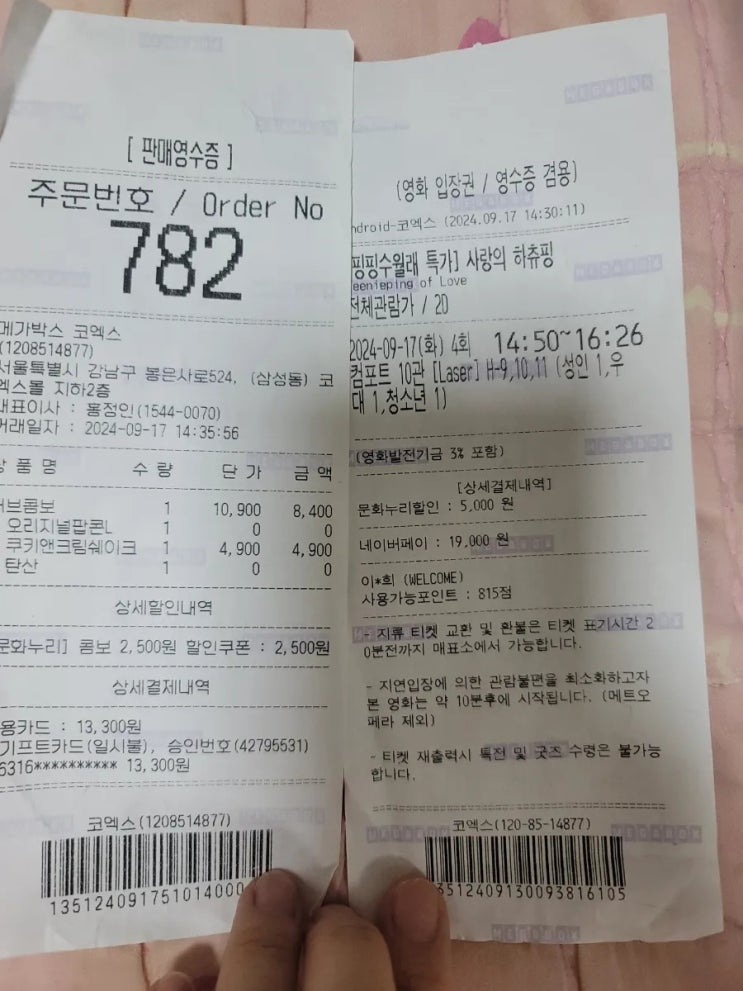 [ 판매영수증 ]
주문번호 / Order No
782
메가박스 코엑스
(1208514877)
서울특별시 강남구 봉은사로524, (삼성동) 코
엑스몰 지하2층
대표이사 : 홍정인(1544-0070)
거래일자 : 2024-09-17 14:35:56
상 품 명 수 량 단 가 금 액
러브콤보 1 10,900 8,400
오리지널팝콘L 1 0 0
쿠키앤크림쉐이크 1 4,900 4,900
탄산 1 0 0
상세할인내역
문화누리] 콤보 2,500원 할인쿠폰 : 2,500원
상세결제내역
용카드 : 13,300원
기프트카드(일시불), 승인번호(42795531)
6316********** 13,300원
코엑스(1208514877)
135124091751014000
MEGABOX
(영화 입장권 / 영수증 겸용)
ndroid-코엑스 (2024.09.17 14:30:11)
핑핑수월래 특가] 사랑의 하츄핑
eenieping of Love
전체관람가 / 2D
2024-09-17(화) 4회 14:50~16:26
컴포트 10관 [Laser] H-9,10,11 (성인 1,우
대 1,청소년 1)
(영화발전기금 3% 포함)
[상세결제내역]
문화누리할인 : 5,000 원
네이버페이 : 19,000 원
이*희 (WELCOME)
사용가능포인트 : 815점
- 지류 티켓 교환 및 환불은 티켓 표기시간 2
0분전까지 매표소에서 가능합니다.
- 지연입장에 의한 관람불편을 최소화하고자
본 영화는 약 10분후에 시작됩니다. (메트오
페라 제외)
- 티켓 재출력시 특전 및 굿즈 수령은 불가능
합니다.
코엑스(120-85-14877)
3512409130093816105
MEGABOX